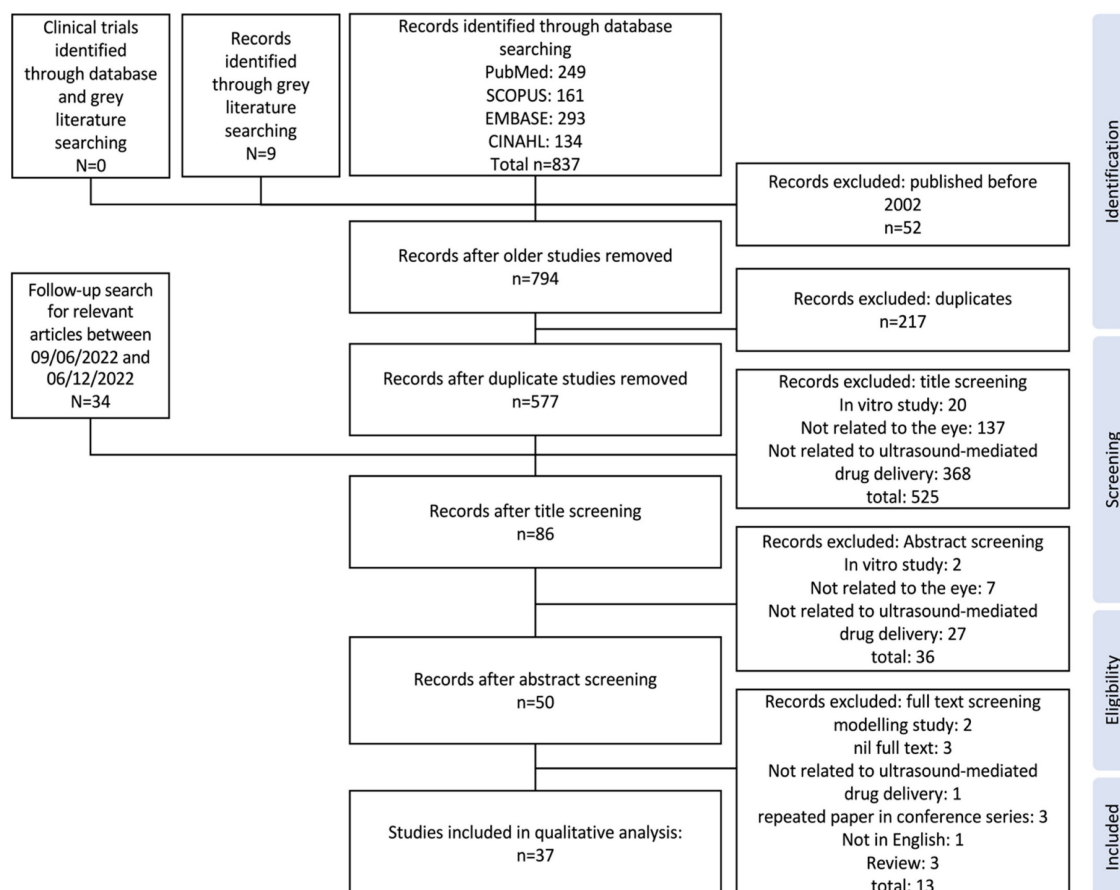 Clinical trials
identified
through database
and grey
literature
searching
N=0
Records
identified
through grey
literature
searching
N=9
Records identified through database
searching
PubMed: 249
SCOPUS: 161
EMBASE: 293
CINAHL: 134
Total n=837
Identification
Records excluded: published before
2002
n=52
Records after older studies removed
n=794
Follow-up search
for relevant
articles between
09/06/2022 and
06/12/2022
N=34
Records excluded: duplicates
n=217
Records after duplicate studies removed
n=577
Screening
Records excluded: title screening
In vitro study: 20
Not related to the eye: 137
Not related to ultrasound-mediated
drug delivery: 368
total: 525
Records after title screening
n=86
Records excluded: Abstract screening
In vitro study: 2
Not related to the eye: 7
Not related to ultrasound-mediated
drug delivery: 27
total: 36
Eligibility
Records after abstract screening
n=50
Records excluded: full text screening
modelling study: 2
nil full text: 3
Not related to ultrasound-mediated
drug delivery: 1
repeated paper in conference series: 3
Not in English: 1
Review: 3
total: 13
Included
Studies included in qualitative analysis:
n=37